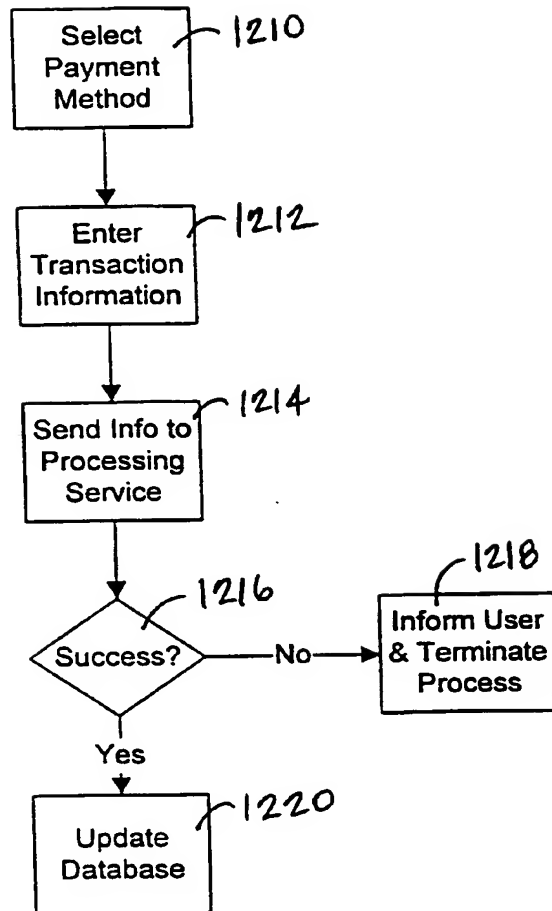 Select
Payment
Method
1210
Enter
Transaction
Information
1212
Send Info to
Processing
Service
1214
Success?
1216
No
Inform User
& Terminate
Process
1218
Yes
Update
Database
1220